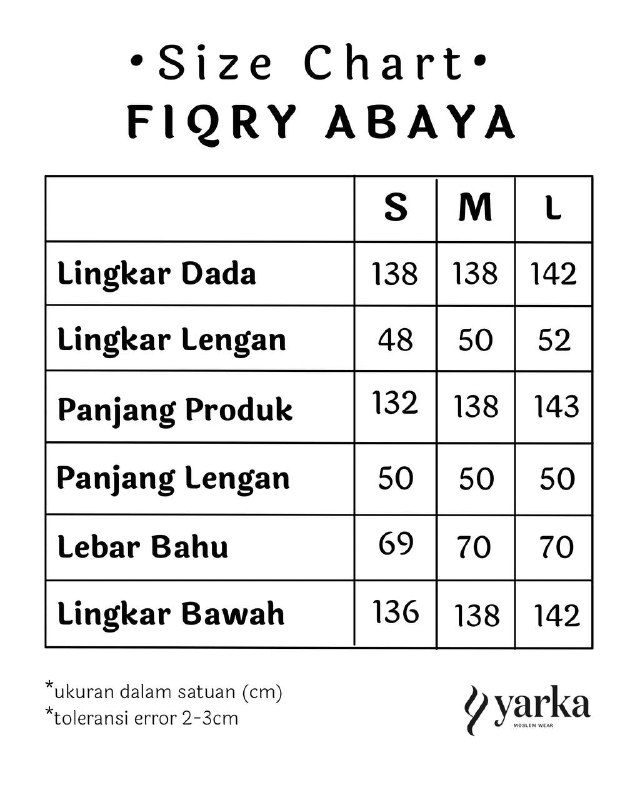 •Size Chart•
FIQRY ABAYA
S M L
Lingkar Dada 138 138 142
Lingkar Lengan 48 50 52
Panjang Produk 132 138 143
Panjang Lengan 50 50 50
Lebar Bahu 69 70 70
Lingkar Bawah 136 138 142
*ukuran dalam satuan (cm)
*toleransi error 2-3cm
yarka
MOSLEM WEAR